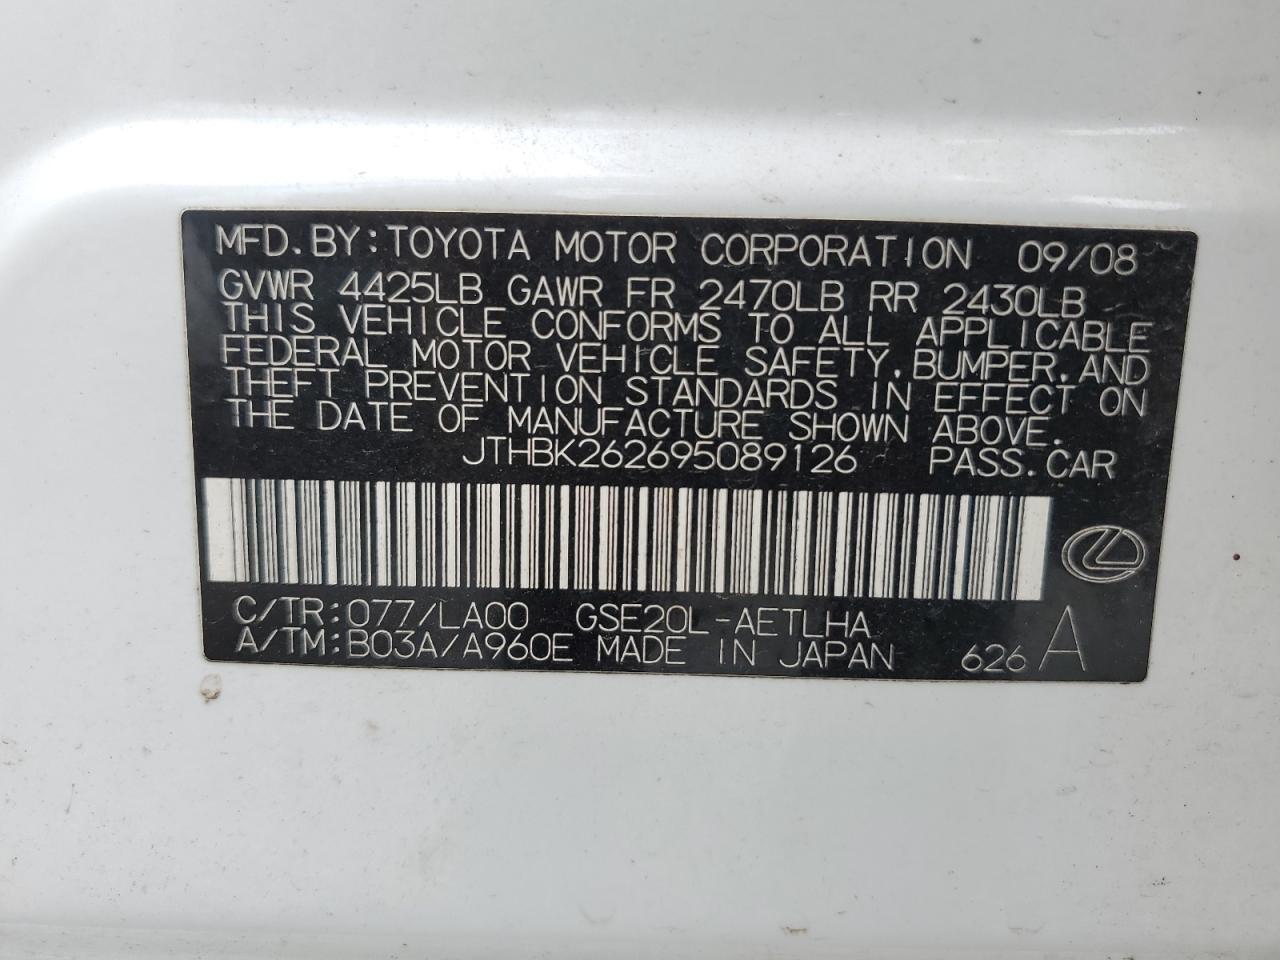 MFD.BY:TOYOTA MOTOR CORPORATION 09/08
GVWR 4425LB GAWR FR 2470LB RR 2430LB
THIS VEHICLE CONFORMS TO ALL APPLICABLE
FEDERAL MOTOR VEHICLE SAFETY,BUMPER,AND
THEFT PREVENTION STANDARDS IN EFFECT ON
THE DATE OF MANUFACTURE SHOWN ABOVE.
JTHBK262695089126 PASS.CAR
C/TR:077/LA00 GSE20L-AETLHA
A/TM:B03A/A960E MADE IN JAPAN 626 A